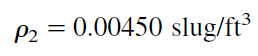 ρ₂ = 0.00450 slug/ft³